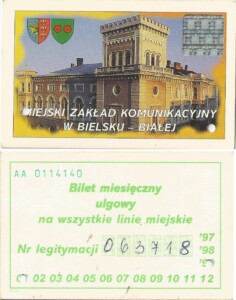 MIEJSKI ZAKŁAD KOMUNIKACYJNY
W BIELSKU - BIAŁEJ
AA 0114140
Bilet miesięczny
ulgowy
na wszystkie linie miejskie
'97
Nr legitymacji 063718 '98
02 03 04 05 06 07 08 09 10 11 12